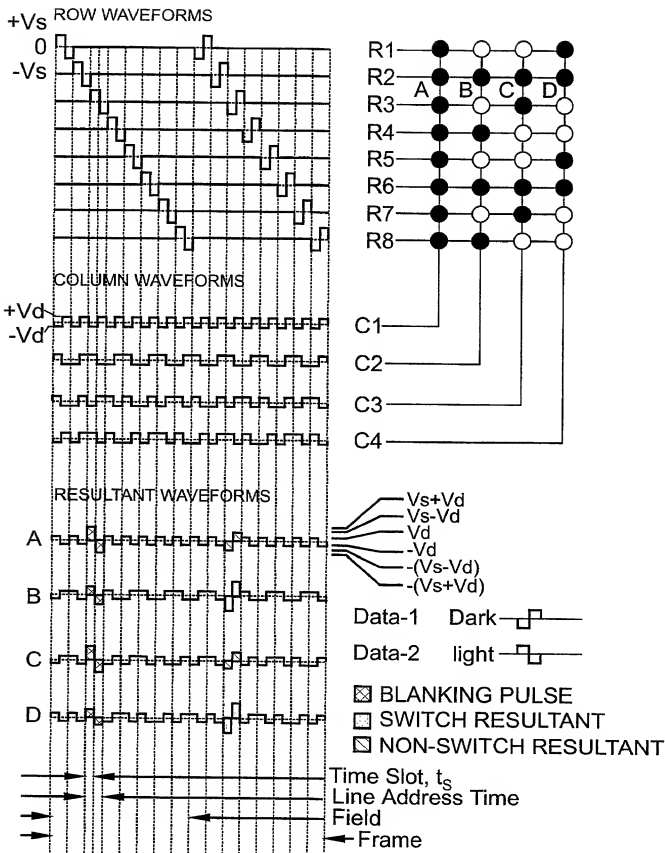 ROW WAVEFORMS
+Vs
0
-Vs
R1
R2
A B C D
R3
R4
R5
R6
R7
R8
COLUMN WAVEFORMS
+Vd
-Vd
C1
C2
C3
C4
RESULTANT WAVEFORMS
A
B
C
D
Vs+Vd
Vs-Vd
Vd
-Vd
-(Vs-Vd)
-(Vs+Vd)
Data-1 Dark
Data-2 light
BLANKING PULSE
SWITCH RESULTANT
NON-SWITCH RESULTANT
Time Slot, tS
Line Address Time
Field
Frame